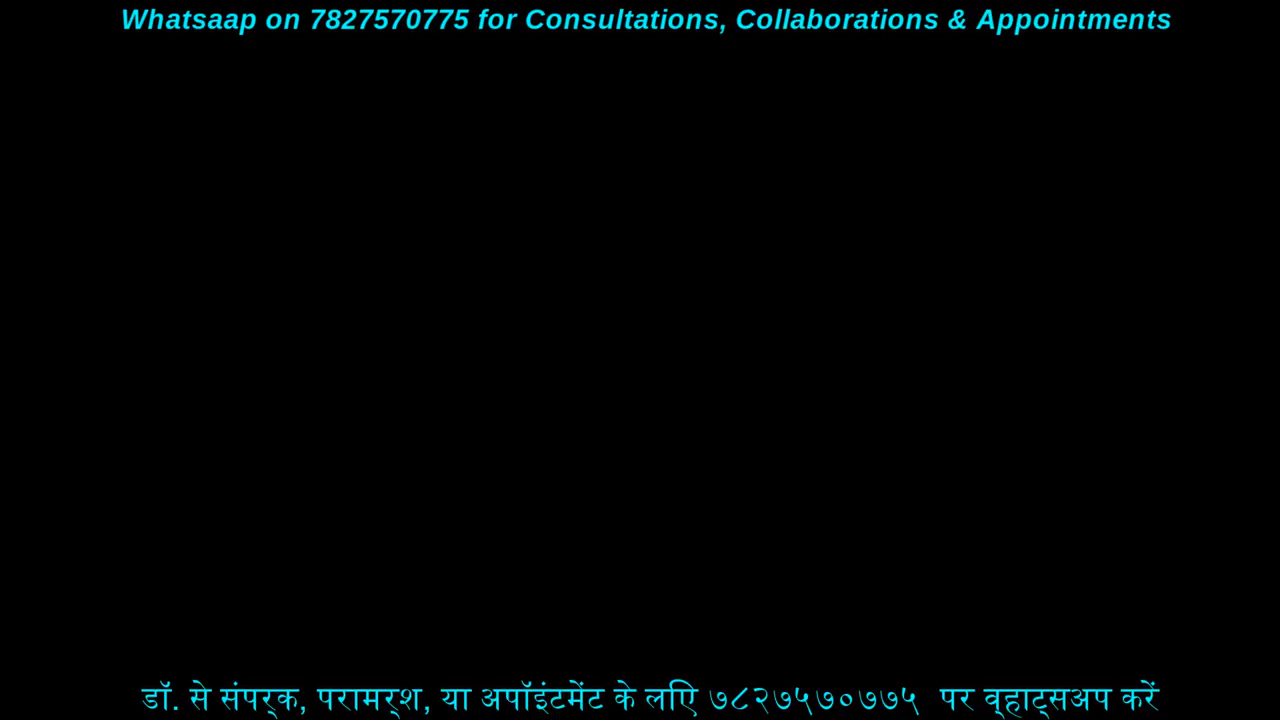 Whatsaap on 7827570775 for Consultations, Collaborations & Appointments
डॉ. से संपर्क, परामर्श, या अपॉइंटमेंट के लिए ७८२७५७०७७५ पर व्हाट्सअप करें